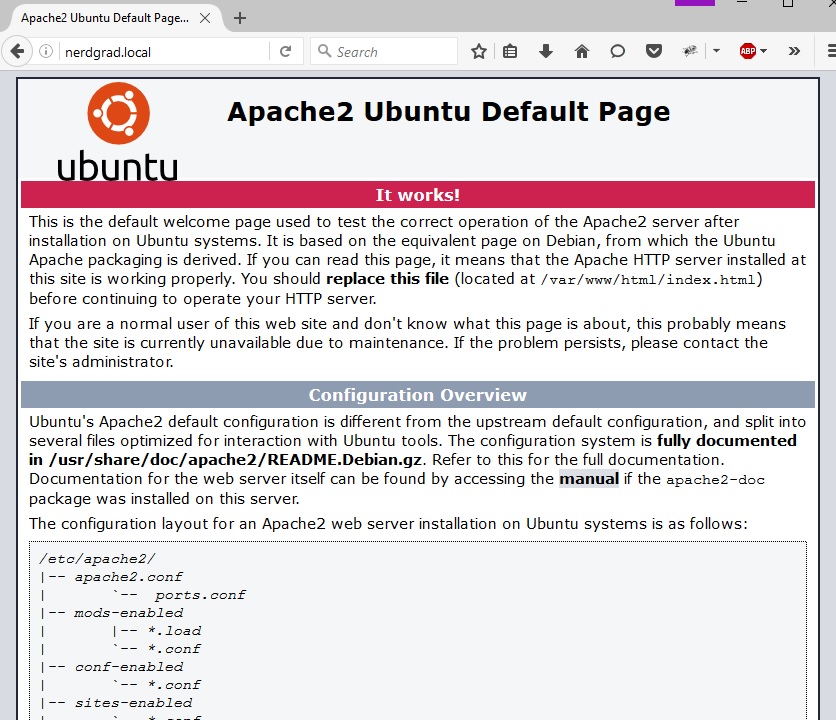 Apache2 Ubuntu Default Page...
nerdgrad.local
Search
ABP
Apache2 Ubuntu Default Page
ubuntu
It works!
This is the default welcome page used to test the correct operation of the Apache2 server after
installation on Ubuntu systems. It is based on the equivalent page on Debian, from which the Ubuntu
Apache packaging is derived. If you can read this page, it means that the Apache HTTP server installed at
this site is working properly. You should replace this file (located at /var/www/html/index.html)
before continuing to operate your HTTP server.
If you are a normal user of this web site and don't know what this page is about, this probably means
that the site is currently unavailable due to maintenance. If the problem persists, please contact the
site's administrator.
Configuration Overview
Ubuntu's Apache2 default configuration is different from the upstream default configuration, and split into
several files optimized for interaction with Ubuntu tools. The configuration system is fully documented
in /usr/share/doc/apache2/README.Debian.gz. Refer to this for the full documentation.
Documentation for the web server itself can be found by accessing the manual if the apache2-doc
package was installed on this server.
The configuration layout for an Apache2 web server installation on Ubuntu systems is as follows:
/etc/apache2/
|-- apache2.conf
|       `--  ports.conf
|-- mods-enabled
|       |-- *.load
|       `-- *.conf
|-- conf-enabled
|       `-- *.conf
|-- sites-enabled
|       `-- *.conf